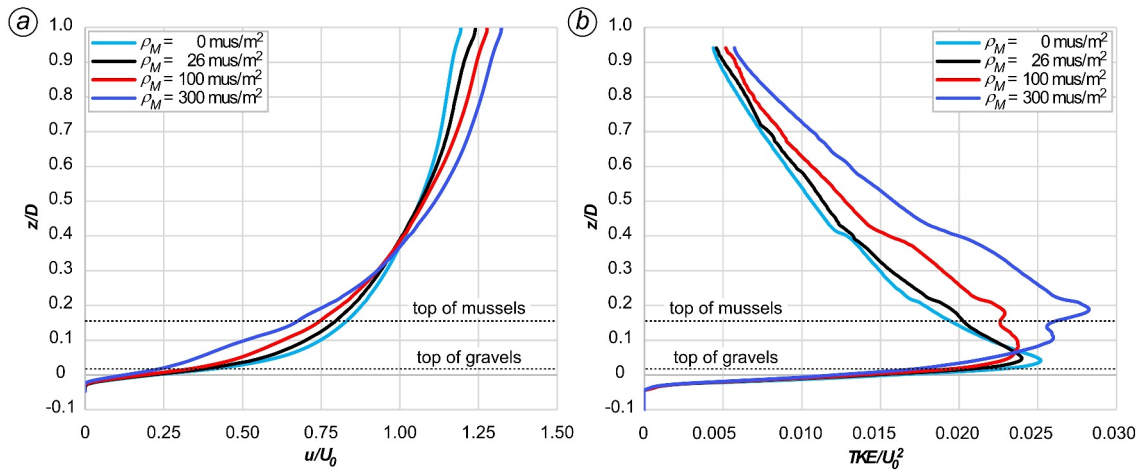 a
1.0
0.9
0.8
0.7
0.6
0.5
0.4
0.3
0.2
0.1
0
-0.1
z/D
ρM = 0 mus/m²
ρM = 26 mus/m²
ρM = 100 mus/m²
ρM = 300 mus/m²
top of mussels
top of gravels
0 0.25 0.50 0.75 1.00 1.25 1.50
u/U0
b
1.0
0.9
0.8
0.7
0.6
0.5
0.4
0.3
0.2
0.1
0
-0.1
z/D
ρM = 0 mus/m²
ρM = 26 mus/m²
ρM = 100 mus/m²
ρM = 300 mus/m²
top of mussels
top of gravels
0 0.005 0.010 0.015 0.020 0.025 0.030
TKE/U0²